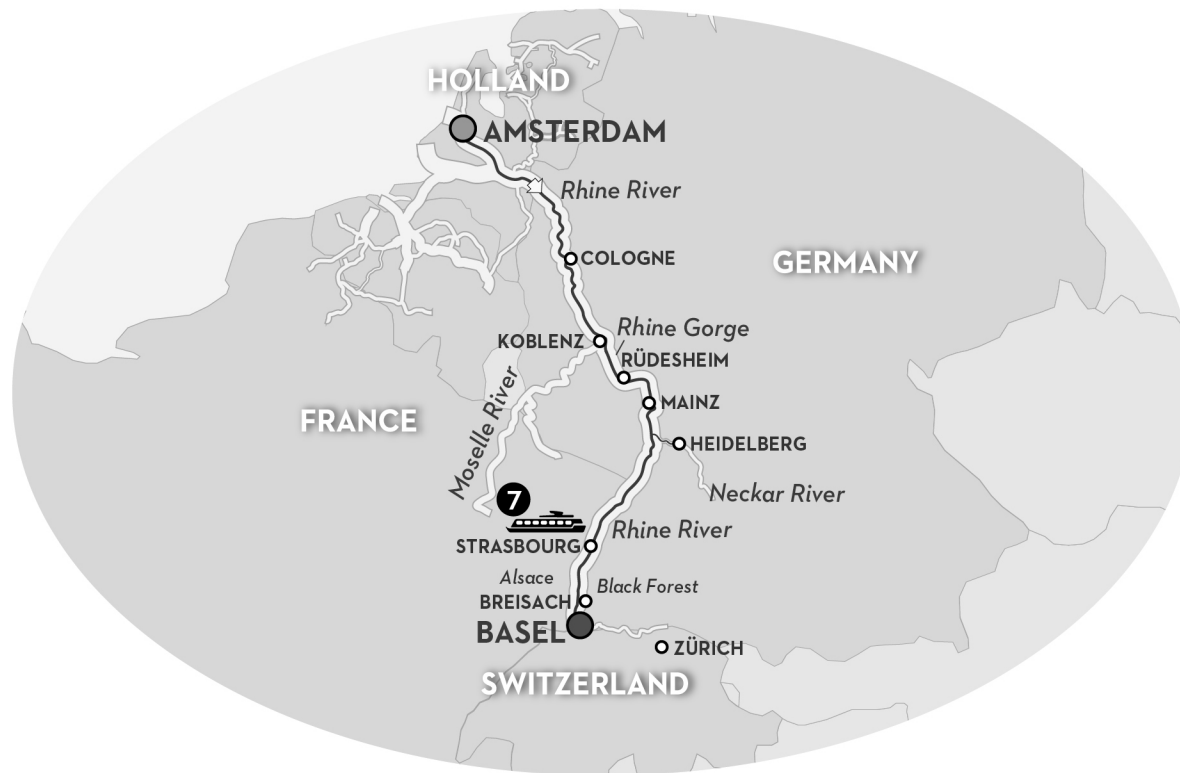 HOLLAND
AMSTERDAM
Rhine River
COLOGNE
GERMANY
Rhine Gorge
KOBLENZ
RÜDESHEIM
MAINZ
FRANCE
Moselle River
HEIDELBERG
Neckar River
7
Rhine River
STRASBOURG
Alsace
Black Forest
BREISACH
BASEL
ZÜRICH
SWITZERLAND